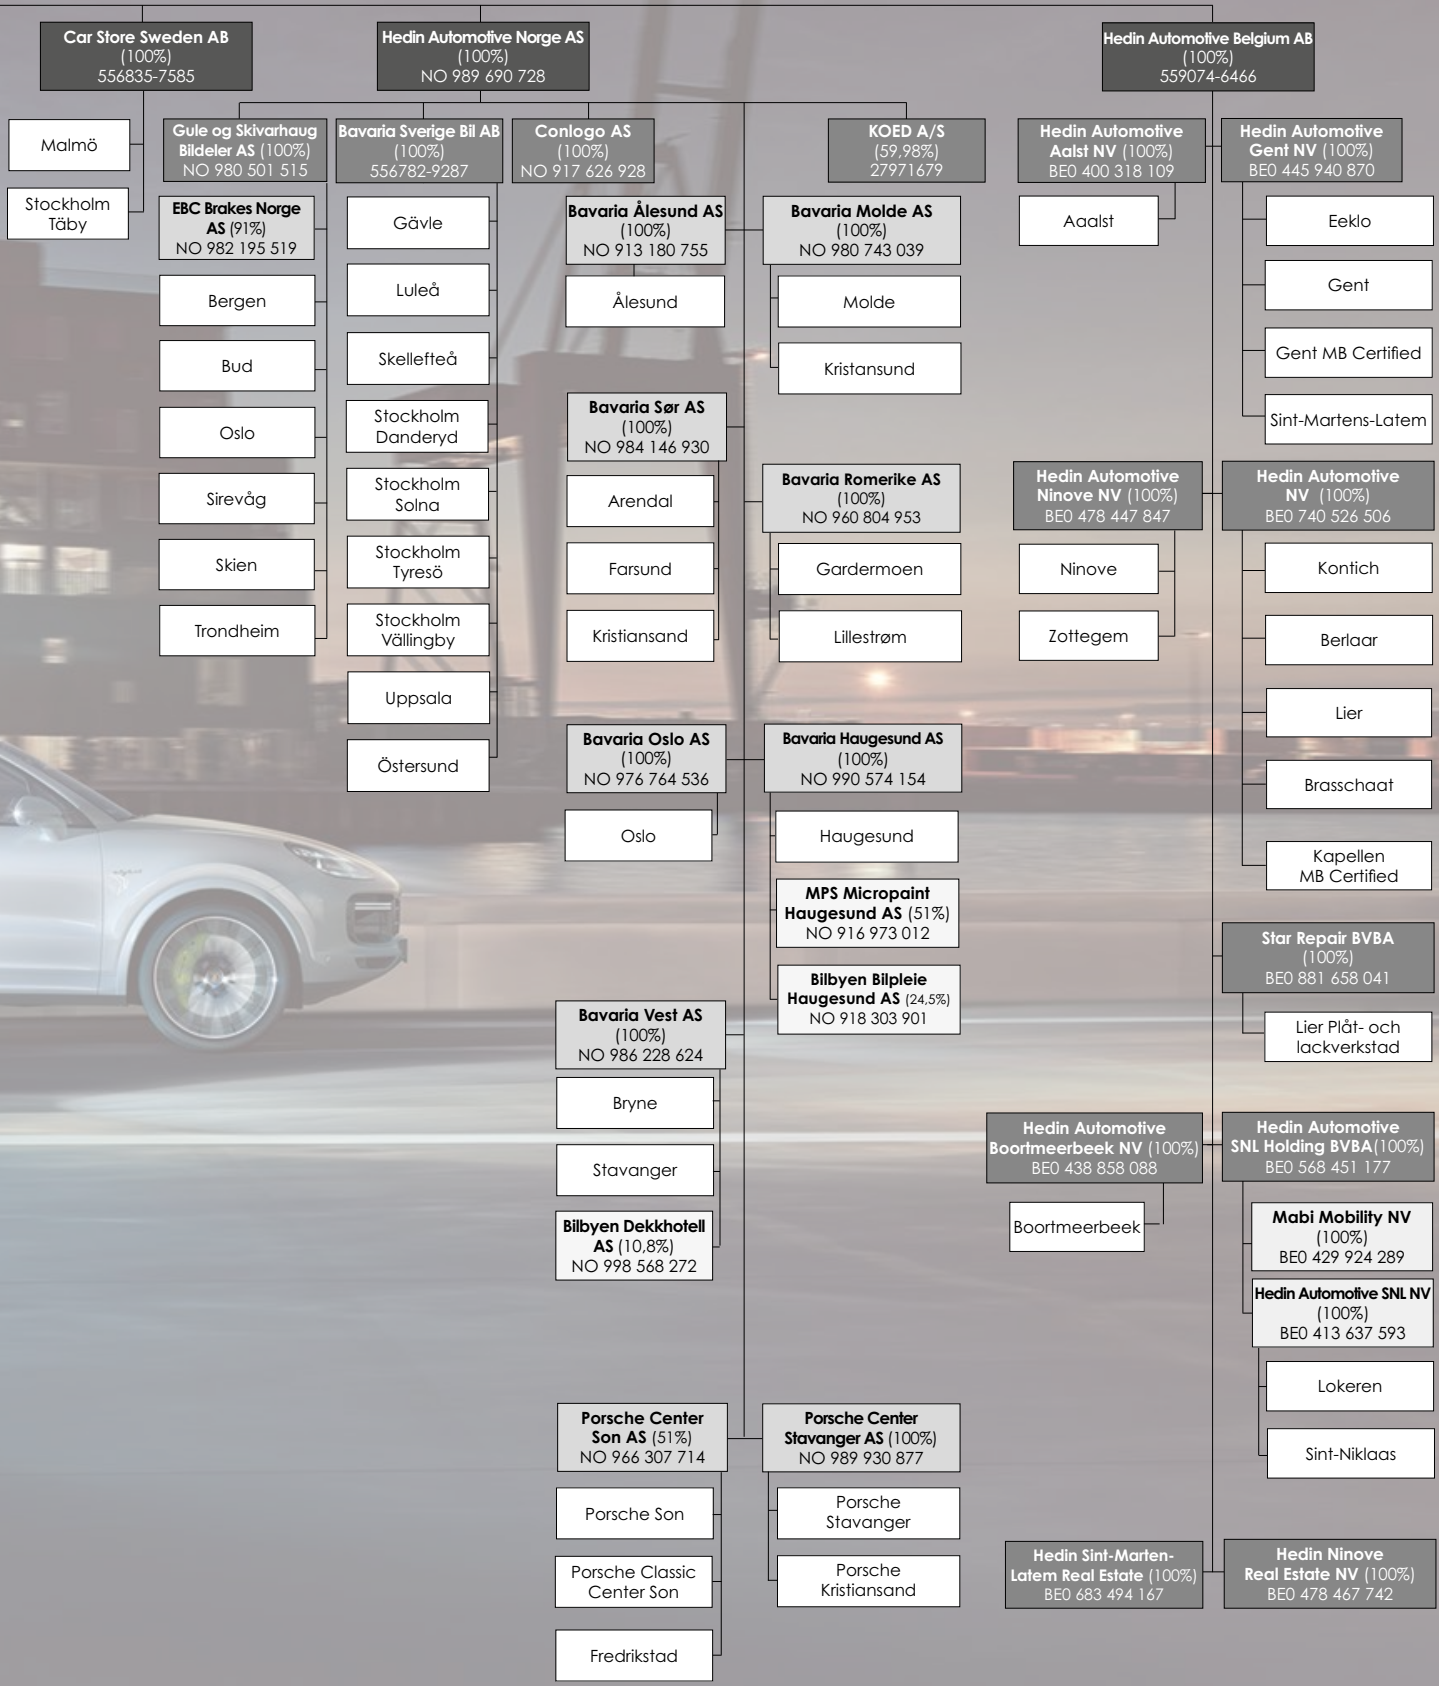 Car Store Sweden AB
(100%)
556835-7585
Malmö
Stockholm
Täby
Hedin Automotive Norge AS
(100%)
NO 989 690 728
Gule og Skivarhaug
Bildeler AS (100%)
NO 980 501 515
EBC Brakes Norge
AS (91%)
NO 982 195 519
Bergen
Bud
Oslo
Sirevåg
Skien
Trondheim
Bavaria Sverige Bil AB
(100%)
556782-9287
Gävle
Luleå
Skellefteå
Stockholm
Danderyd
Stockholm
Solna
Stockholm
Tyresö
Stockholm
Vällingby
Uppsala
Östersund
Conlogo AS
(100%)
NO 917 626 928
KOED A/S
(59,98%)
27971679
Bavaria Ålesund AS
(100%)
NO 913 180 755
Ålesund
Bavaria Molde AS
(100%)
NO 980 743 039
Molde
Kristansund
Bavaria Sør AS
(100%)
NO 984 146 930
Arendal
Farsund
Kristiansand
Bavaria Romerike AS
(100%)
NO 960 804 953
Gardermoen
Lillestrøm
Bavaria Oslo AS
(100%)
NO 976 764 536
Oslo
Bavaria Haugesund AS
(100%)
NO 990 574 154
Haugesund
MPS Micropaint
Haugesund AS (51%)
NO 916 973 012
Bilbyen Bilpleie
Haugesund AS (24,5%)
NO 918 303 901
Bavaria Vest AS
(100%)
NO 986 228 624
Bryne
Stavanger
Bilbyen Dekkhotell
AS (10,8%)
NO 998 568 272
Porsche Center
Son AS (51%)
NO 966 307 714
Porsche Son
Porsche Classic
Center Son
Fredrikstad
Porsche Center
Stavanger AS (100%)
NO 989 930 877
Porsche
Stavanger
Porsche
Kristiansand
Hedin Automotive Belgium AB
(100%)
559074-6466
Hedin Automotive
Aalst NV (100%)
BE0 400 318 109
Aaalst
Hedin Automotive
Gent NV (100%)
BE0 445 940 870
Eeklo
Gent
Gent MB Certified
Sint-Martens-Latem
Hedin Automotive
Ninove NV (100%)
BE0 478 447 847
Ninove
Zottegem
Hedin Automotive
NV (100%)
BE0 740 526 506
Kontich
Berlaar
Lier
Brasschaat
Kapellen
MB Certified
Star Repair BVBA
(100%)
BE0 881 658 041
Lier Plåt- och
lackverkstad
Hedin Automotive
Boortmeerbeek NV (100%)
BE0 438 858 088
Boortmeerbeek
Hedin Automotive
SNL Holding BVBA(100%)
BE0 568 451 177
Mabi Mobility NV
(100%)
BE0 429 924 289
Hedin Automotive SNL NV
(100%)
BE0 413 637 593
Lokeren
Sint-Niklaas
Hedin Sint-Marten-
Latem Real Estate (100%)
BE0 683 494 167
Hedin Ninove
Real Estate NV (100%)
BE0 478 467 742